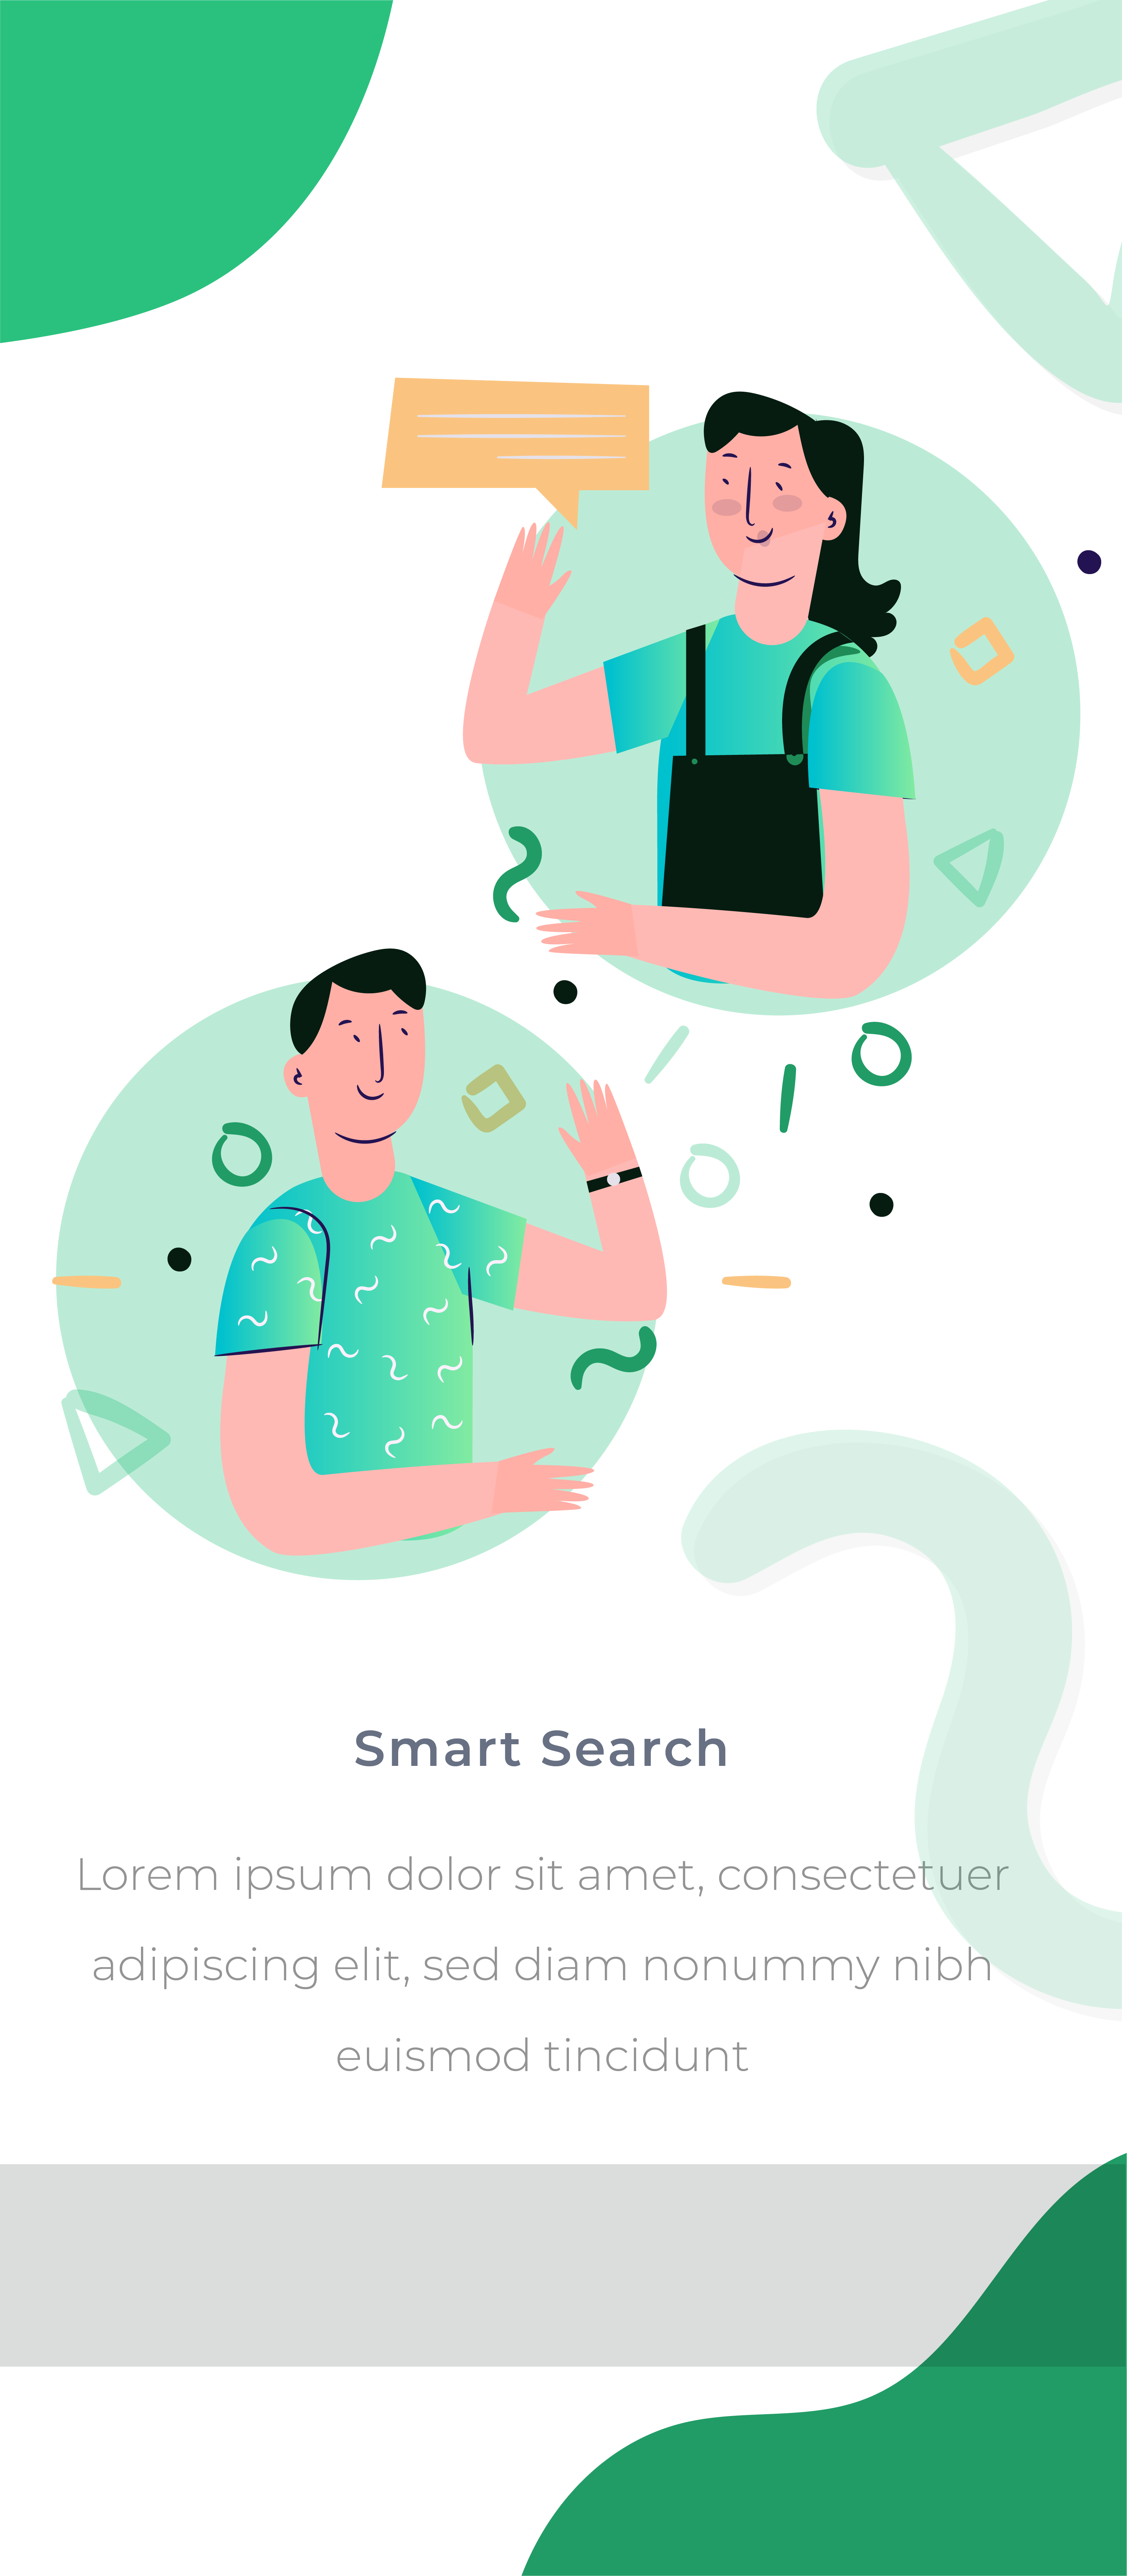 Smart Search
Lorem ipsum dolor sit amet, consectetuer
adipiscing elit, sed diam nonummy nibh
euismod tincidunt